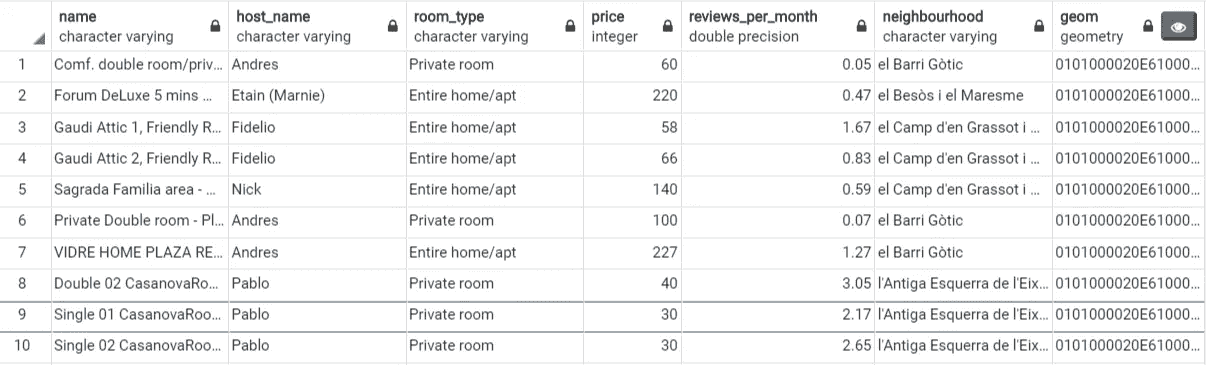 name host_name room_type price reviews_per_month neighbourhood geom
character varying character varying character varying integer double precision character varying geometry
1 Comf. double room/priv... Andres Private room 60 0.05 el Barri Gòtic 0101000020E61000...
2 Forum DeLuxe 5 mins ... Etain (Marnie) Entire home/apt 220 0.47 el Besòs i el Maresme 0101000020E61000...
3 Gaudi Attic 1, Friendly R... Fidelio Entire home/apt 58 1.67 el Camp d'en Grassot i ... 0101000020E61000...
4 Gaudi Attic 2, Friendly R... Fidelio Entire home/apt 66 0.83 el Camp d'en Grassot i ... 0101000020E61000...
5 Sagrada Familia area - ... Nick Entire home/apt 140 0.59 el Camp d'en Grassot i ... 0101000020E61000...
6 Private Double room - Pl... Andres Private room 100 0.07 el Barri Gòtic 0101000020E61000...
7 VIDRE HOME PLAZA RE... Andres Entire home/apt 227 1.27 el Barri Gòtic 0101000020E61000...
8 Double 02 CasanovaRo... Pablo Private room 40 3.05 l'Antiga Esquerra de l'Eix... 0101000020E61000...
9 Single 01 CasanovaRoo... Pablo Private room 30 2.17 l'Antiga Esquerra de l'Eix... 0101000020E61000...
10 Single 02 CasanovaRoo... Pablo Private room 30 2.65 l'Antiga Esquerra de l'Eix... 0101000020E61000...